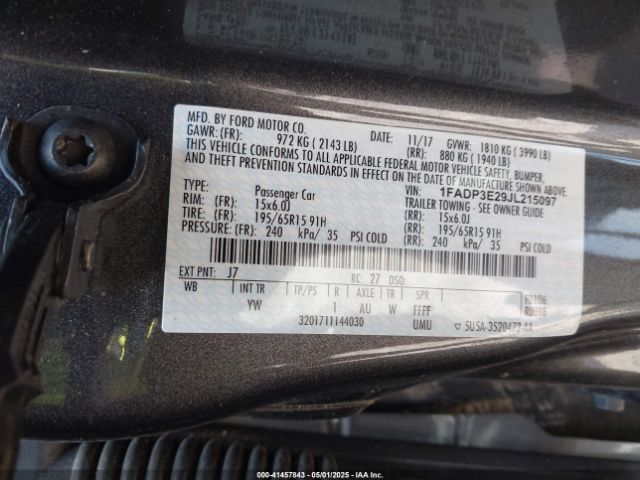 MFD. BY FORD MOTOR CO.
DATE: 11/17 GVWR: 1810 KG ( 3990 LB)
GAWR: (FR): 972 KG ( 2143 LB) (RR): 880 KG ( 1940 LB)
THIS VEHICLE CONFORMS TO ALL APPLICABLE FEDERAL MOTOR VEHICLE SAFETY, BUMPER,
AND THEFT PREVENTION STANDARDS IN EFFECT ON THE DATE OF MANUFACTURE SHOWN ABOVE.
VIN: 1FADP3E29JL215097
TYPE: Passenger Car TRAILER TOWING - SEE OWNER GUIDE
RIM: (FR): 15x6.0J (RR): 15x6.0J
TIRE: (FR): 195/65R15 91H (RR): 195/65R15 91H
PRESSURE: (FR): 240 kPa/ 35 PSI COLD (RR): 240 kPa/ 35 PSI COLD
EXT PNT: J7 RC: 27 DSO:
WB INT TR TP/PS R AXLE TR SPR
YW 1 AU W FFFF
3201711144030 UMU
000-41457843 - 05/01/2025 - IAAI.COM